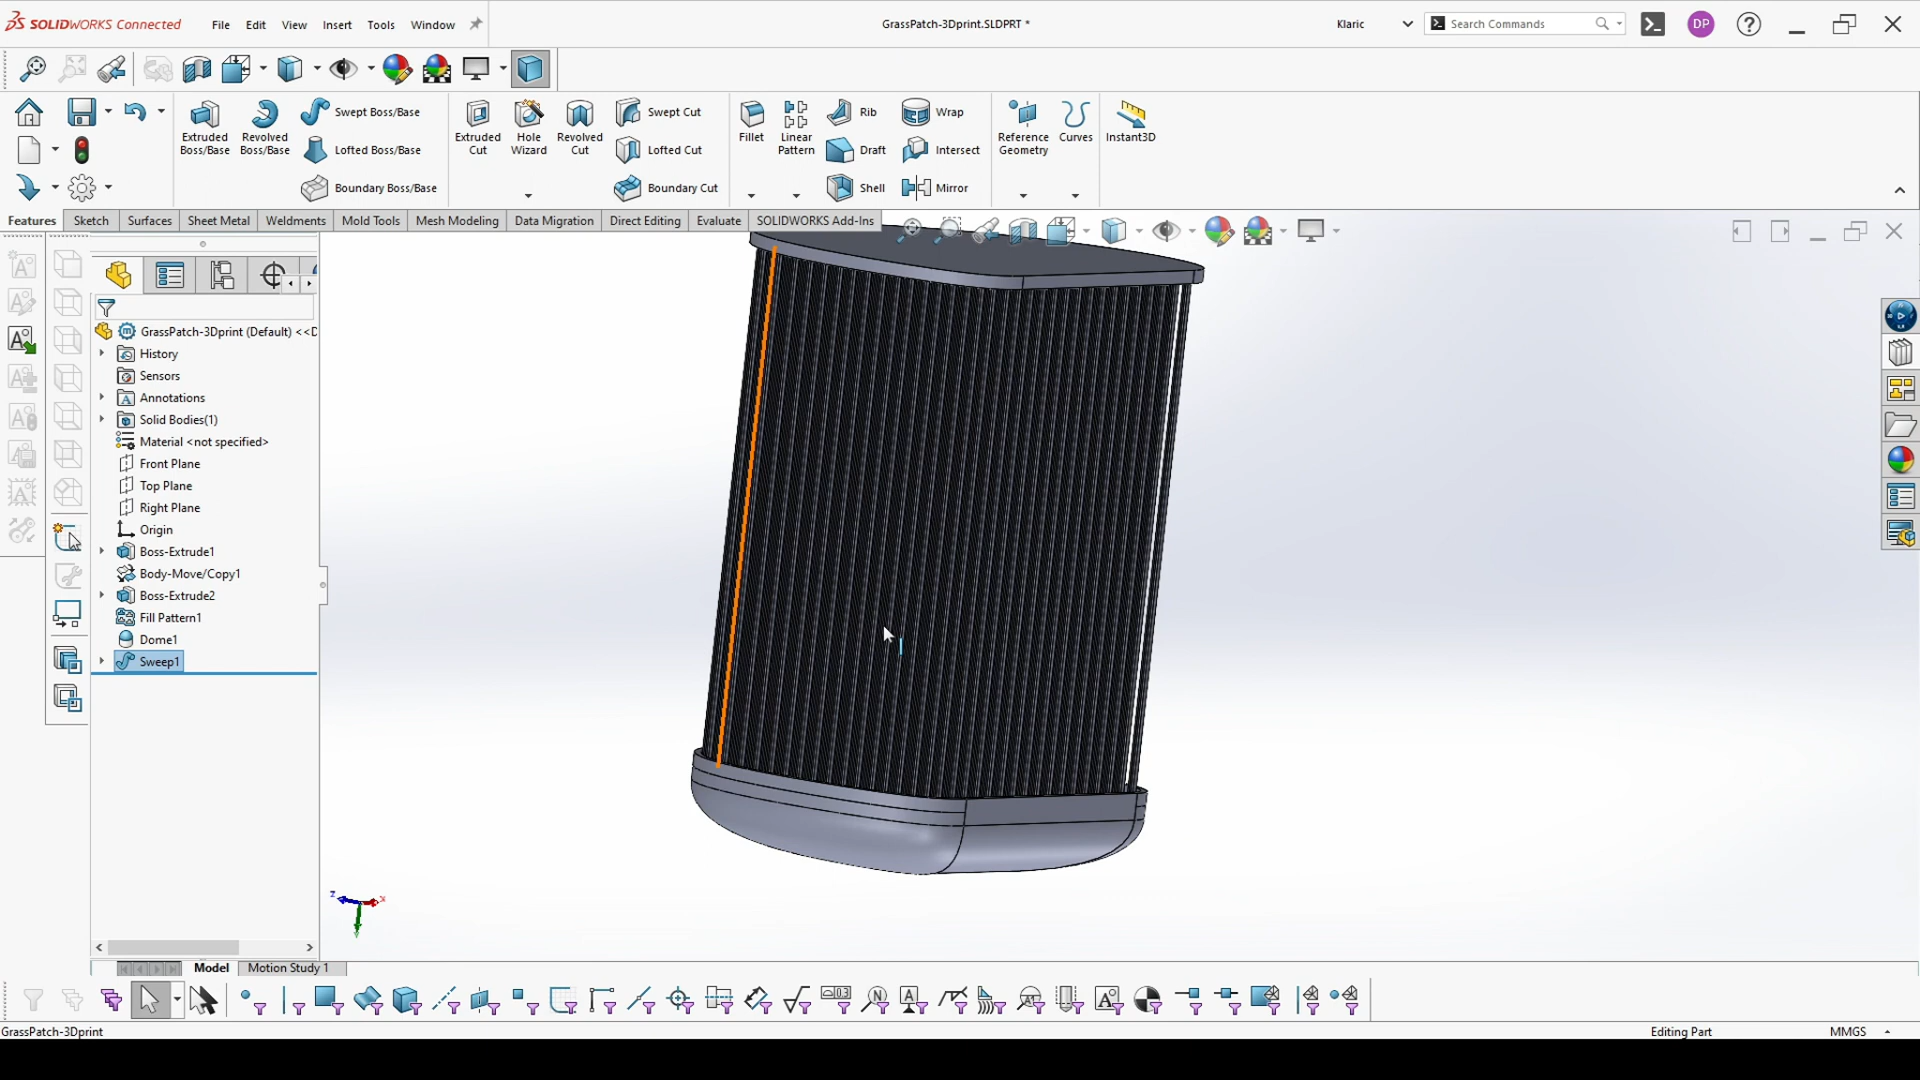 SOLIDWORKS Connected
File
Edit
View
Insert
Tools
Window
GrassPatch-3Dprint.SLDPRT *
Klaric
Search Commands
DP
Extruded Boss/Base
Revolved Boss/Base
Swept Boss/Base
Lofted Boss/Base
Boundary Boss/Base
Extruded Cut
Hole Wizard
Revolved Cut
Swept Cut
Lofted Cut
Boundary Cut
Fillet
Linear Pattern
Rib
Draft
Shell
Wrap
Intersect
Mirror
Reference Geometry
Curves
Instant3D
Features
Sketch
Surfaces
Sheet Metal
Weldments
Mold Tools
Mesh Modeling
Data Migration
Direct Editing
Evaluate
SOLIDWORKS Add-Ins
GrassPatch-3Dprint (Default) <<D
History
Sensors
Annotations
Solid Bodies(1)
Material <not specified>
Front Plane
Top Plane
Right Plane
Origin
Boss-Extrude1
Body-Move/Copy1
Boss-Extrude2
Fill Pattern1
Dome1
Sweep1
Z
X
Model
Motion Study 1
GrassPatch-3Dprint
Editing Part
MMGS